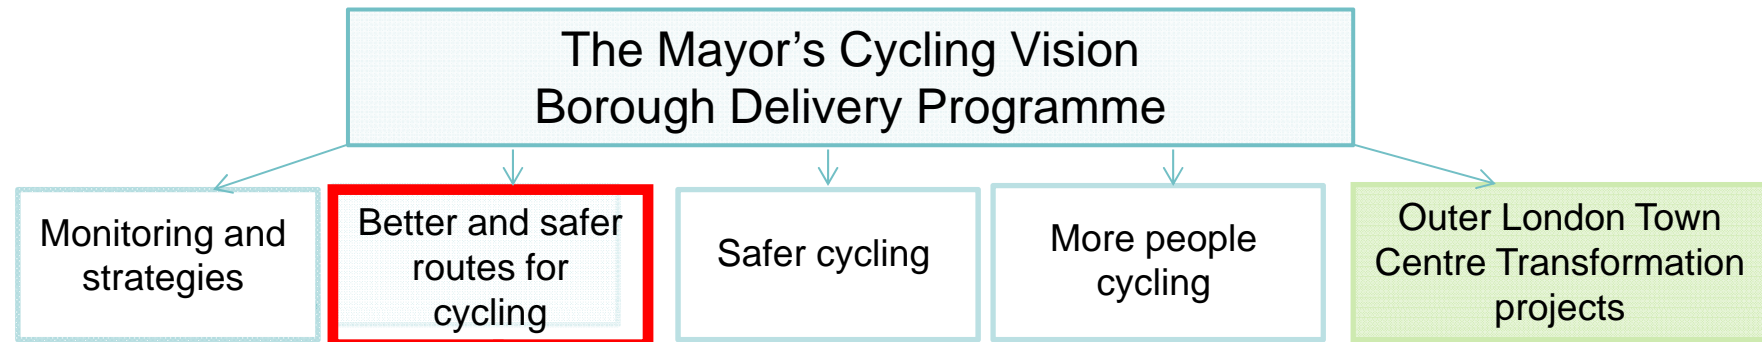 The Mayor’s Cycling Vision
Borough Delivery Programme
Monitoring and
strategies
Better and safer
routes for
cycling
Safer cycling
More people
cycling
Outer London Town
Centre Transformation
projects